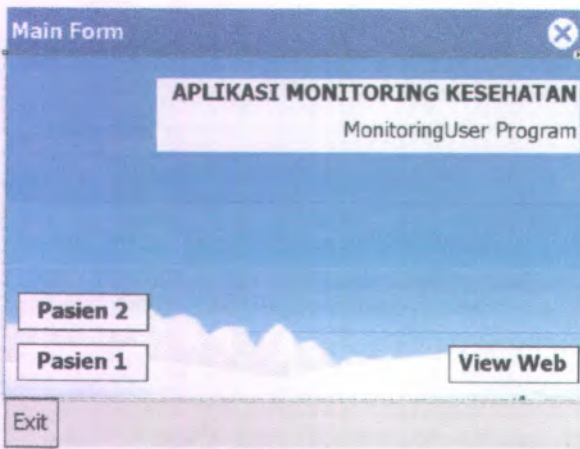 Main Form
APLIKASI MONITORING KESEHATAN
MonitoringUser Program
Pasien 2
Pasien 1
View Web
Exit